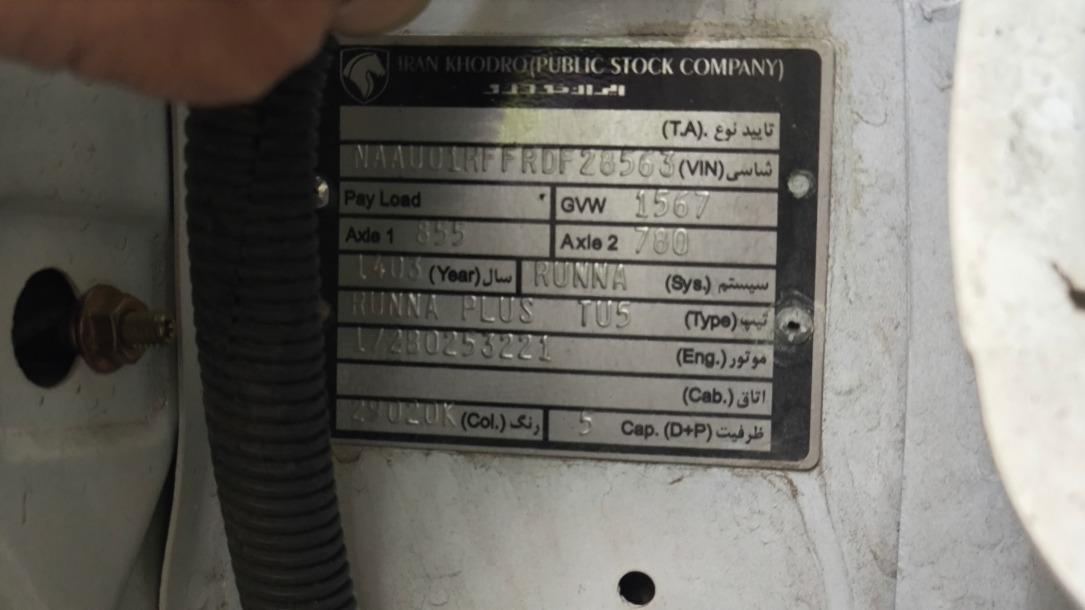 IRAN KHODRO (PUBLIC STOCK COMPANY)
ایران خودرو
تایید نوع .(T.A)
NAAU01RFFRDF28563 (VIN) شاسی
Pay Load GVW 1567
Axle 1 855 Axle 2 780
1403 (Year) سال RUNNA (Sys.) سیستم
RUNNA PLUS TU5 (Type) تیپ
(Eng.) موتور
اتاق (Cab.)
29020K (Col.) رنگ 5 Cap. (D+P) ظرفیت